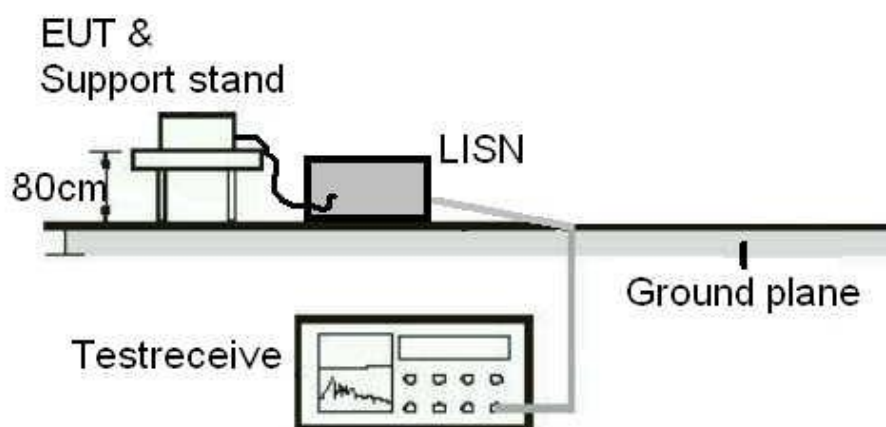 EUT &
Support stand
LISN
80cm
Ground plane
Testreceive